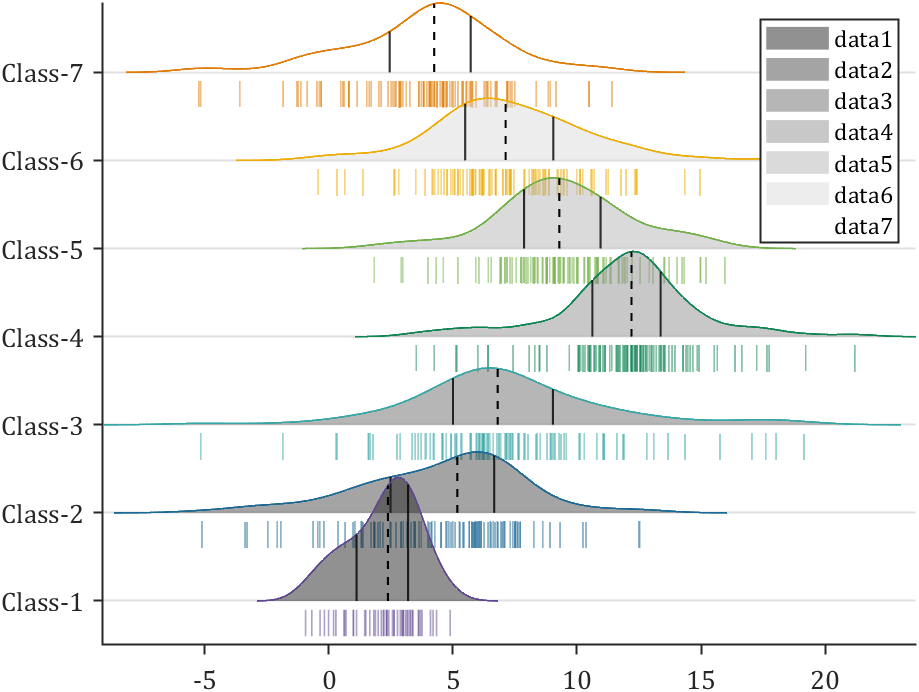 Class-7
Class-6
Class-5
Class-4
Class-3
Class-2
Class-1
data1
data2
data3
data4
data5
data6
data7
-5 0 5 10 15 20